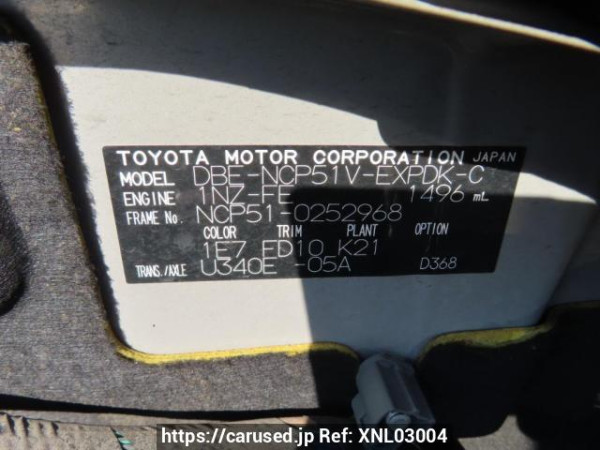 TOYOTA MOTOR CORPORATION JAPAN
MODEL DBE-NCP51V-EXPDK-C
ENGINE 1NZ-FE 1496 mL
FRAME No. NCP51-0252968
COLOR TRIM PLANT OPTION
1E7 FD10 K21
TRANS./AXLE U340E -05A D368
https://carused.jp Ref: XNL03004